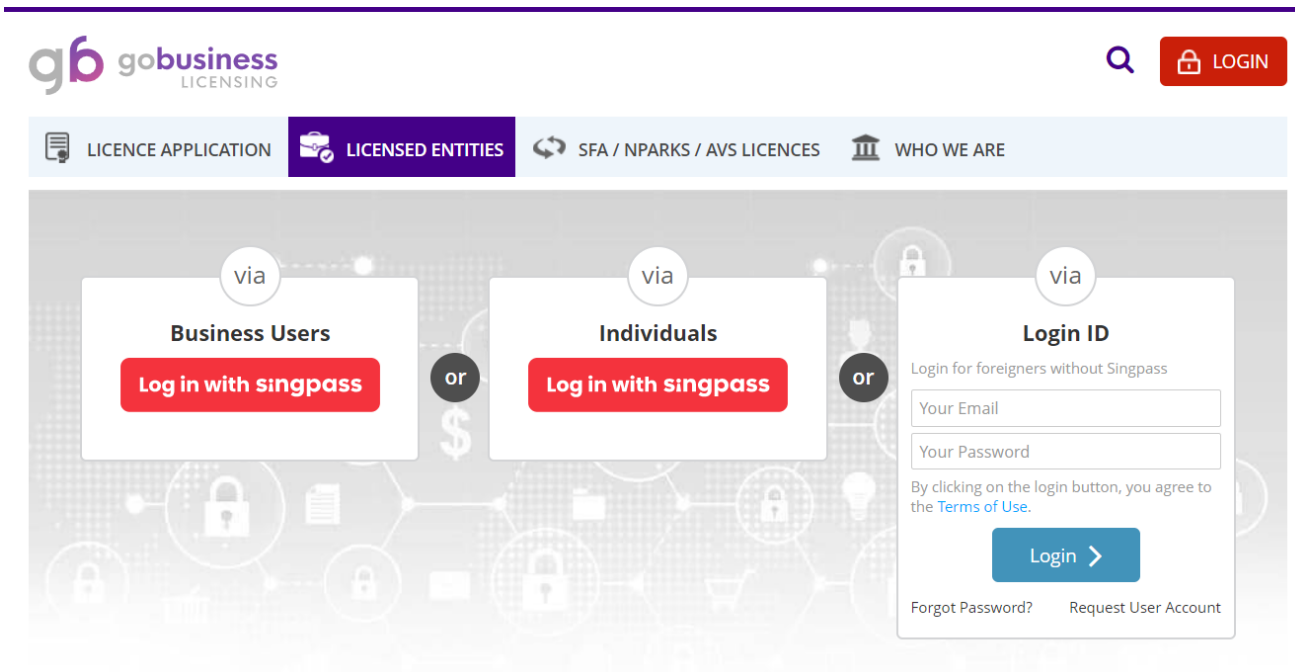 gb gobusiness
LICENSING
LOGIN
LICENCE APPLICATION
LICENSED ENTITIES
SFA / NPARKS / AVS LICENCES
WHO WE ARE
via
Business Users
Log in with singpass
or
via
Individuals
Log in with singpass
or
via
Login ID
Login for foreigners without Singpass
Your Email
Your Password
By clicking on the login button, you agree to
the Terms of Use.
Login
Forgot Password? Request User Account